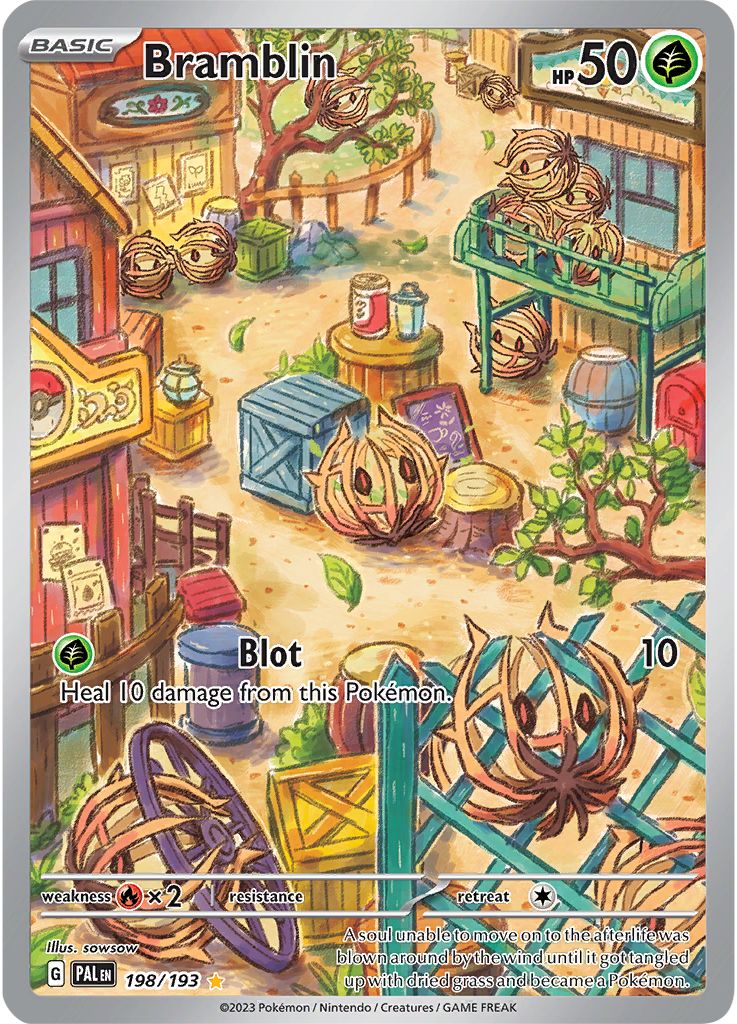 BASIC
Bramblin
HP 50
Blot 10
Heal 10 damage from this Pokémon.
weakness ×2 resistance retreat
Illus. sowsow
A soul unable to move on to the afterlife was
blown around by the wind until it got tangled
up with dried grass and became a Pokémon.
G PAL EN 198/193
©2023 Pokémon / Nintendo / Creatures / GAME FREAK